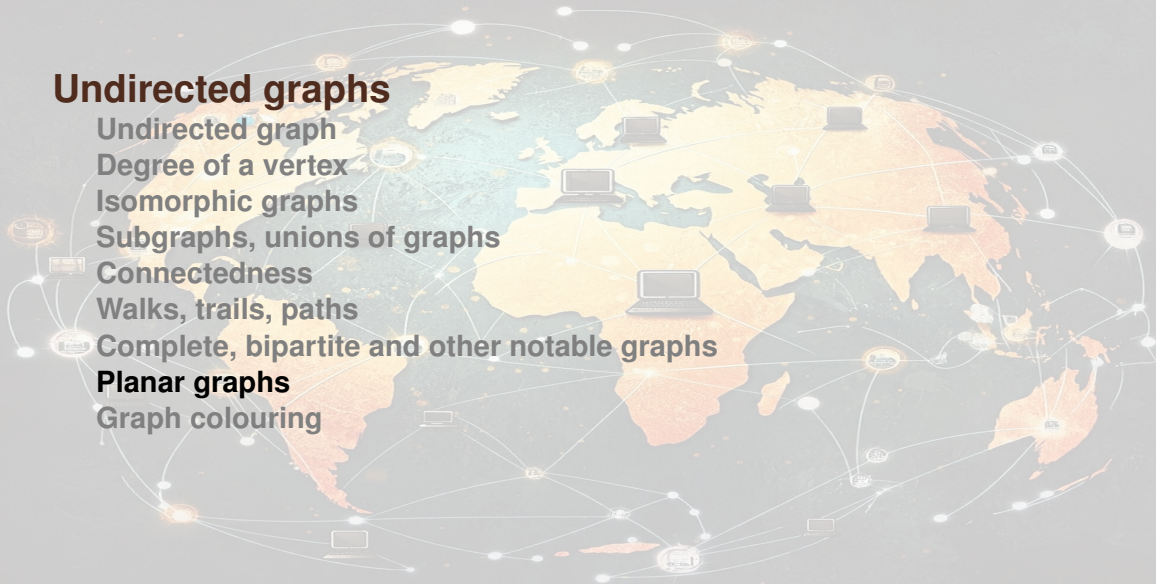 Undirected graphs
Undirected graph
Degree of a vertex
Isomorphic graphs
Subgraphs, unions of graphs
Connectedness
Walks, trails, paths
Complete, bipartite and other notable graphs
Planar graphs
Graph colouring